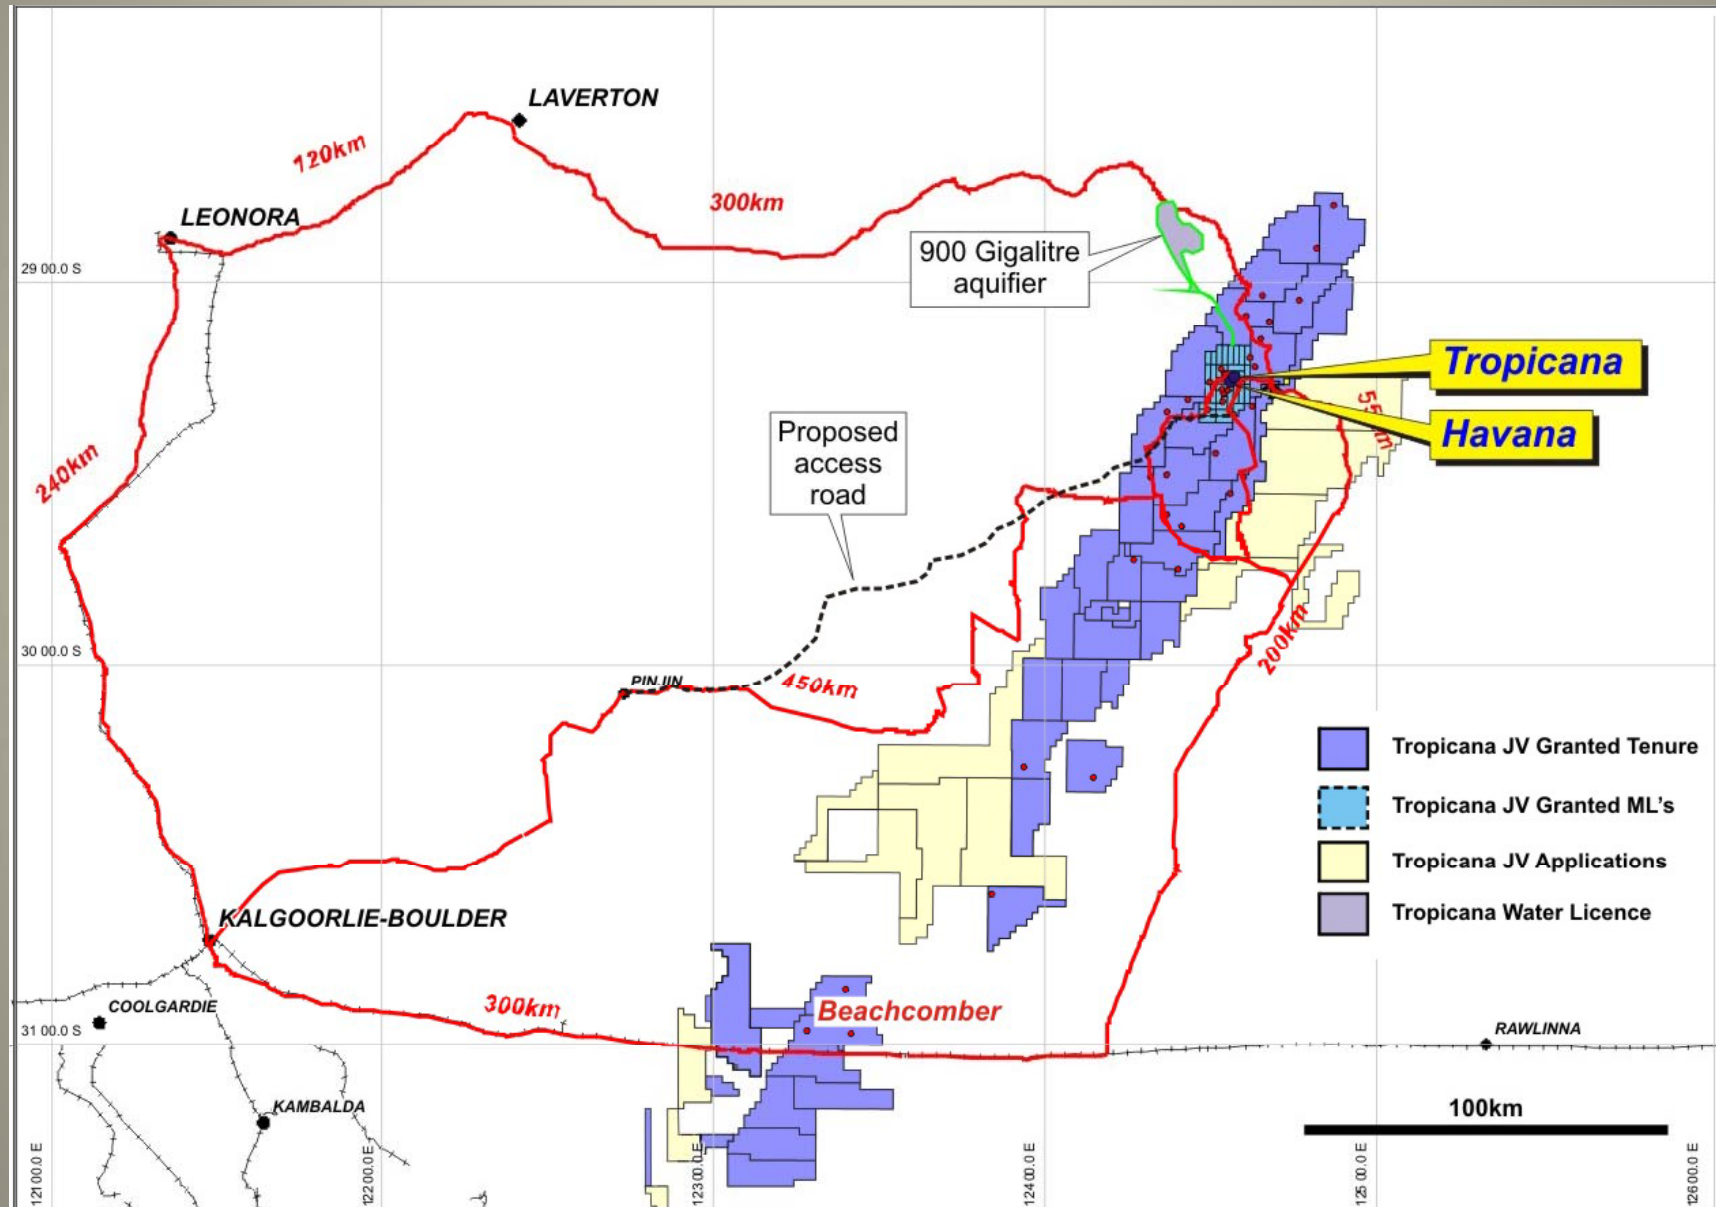 LAVERTON
120km
LEONORA
300km
900 Gigalitre
aquifier
29 00.0 S
Tropicana
Havana
Proposed
access
road
240km
200km
30 00.0 S
PINJIN
450km
Tropicana JV Granted Tenure
Tropicana JV Granted ML's
Tropicana JV Applications
Tropicana Water Licence
KALGOORLIE-BOULDER
COOLGARDIE
300km
Beachcomber
31 00.0 S
RAWLINNA
KAMBALDA
100km
121 00.0 E
122 00.0 E
123 00.0 E
124 00.0 E
125 00.0 E
126 00.0 E